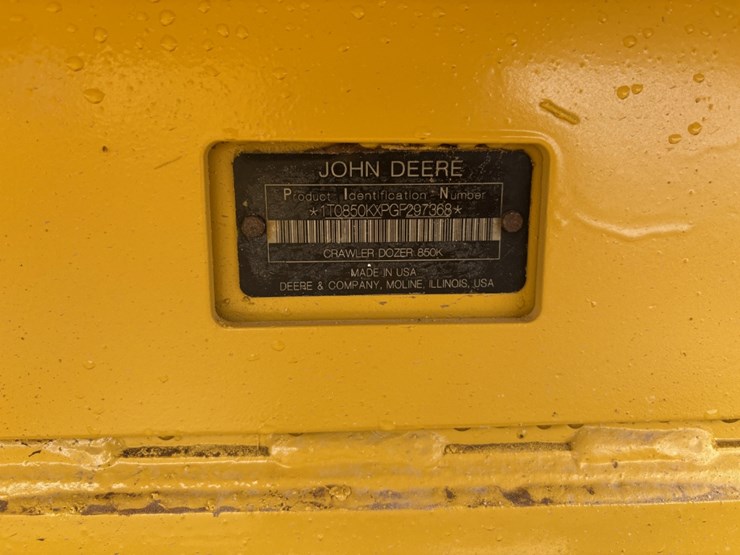 JOHN DEERE
Product Identification Number
*1T0850KXPGF297368*
CRAWLER DOZER 850K
MADE IN USA
DEERE & COMPANY, MOLINE, ILLINOIS, USA